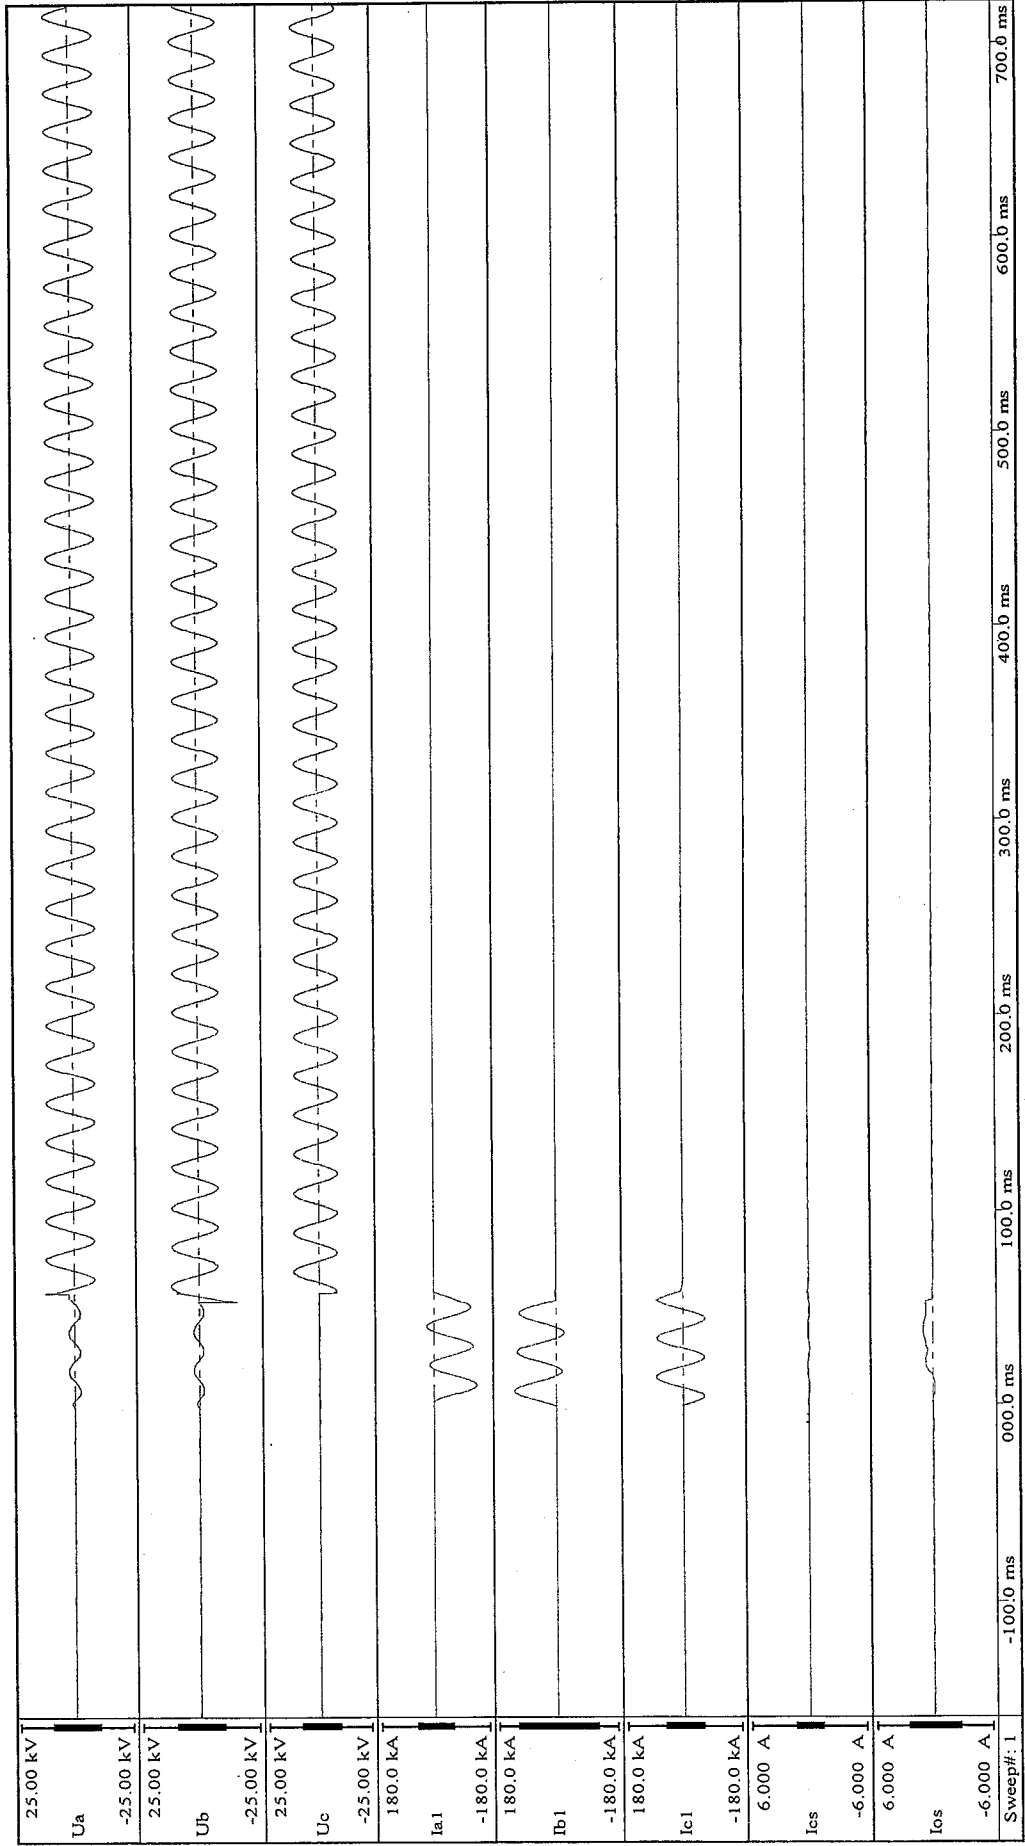 25.00 kV
Ua
-25.00 kV
25.00 kV
Ub
-25.00 kV
25.00 kV
Uc
-25.00 kV
180.0 kA
Ia1
-180.0 kA
180.0 kA
Ib1
-180.0 kA
180.0 kA
Ic1
-180.0 kA
6.000 A
Ics
-6.000 A
6.000 A
Ios
-6.000 A
Sweep#: 1
-100.0 ms
000.0 ms
100.0 ms
200.0 ms
300.0 ms
400.0 ms
500.0 ms
600.0 ms
700.0 ms